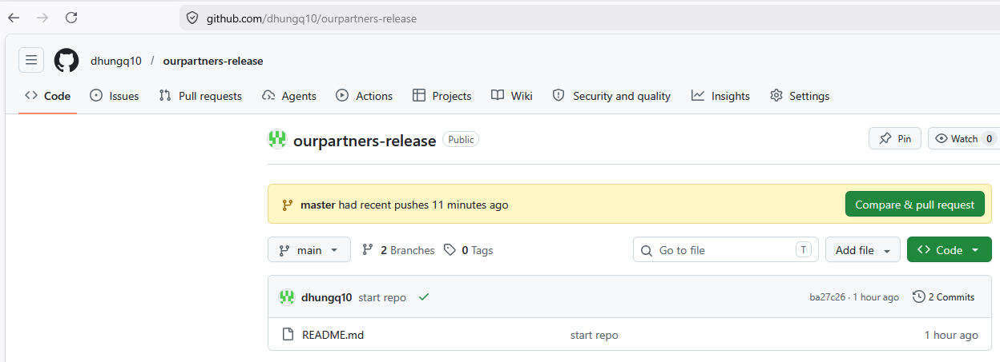 github.com/dhungq10/ourpartners-release
dhungq10 / ourpartners-release
Code Issues Pull requests Agents Actions Projects Wiki Security and quality Insights Settings
ourpartners-release Public Pin Watch 0
master had recent pushes 11 minutes ago Compare & pull request
main 2 Branches 0 Tags Go to file T Add file Code
dhungq10 start repo ba27c26 · 1 hour ago 2 Commits
README.md start repo 1 hour ago